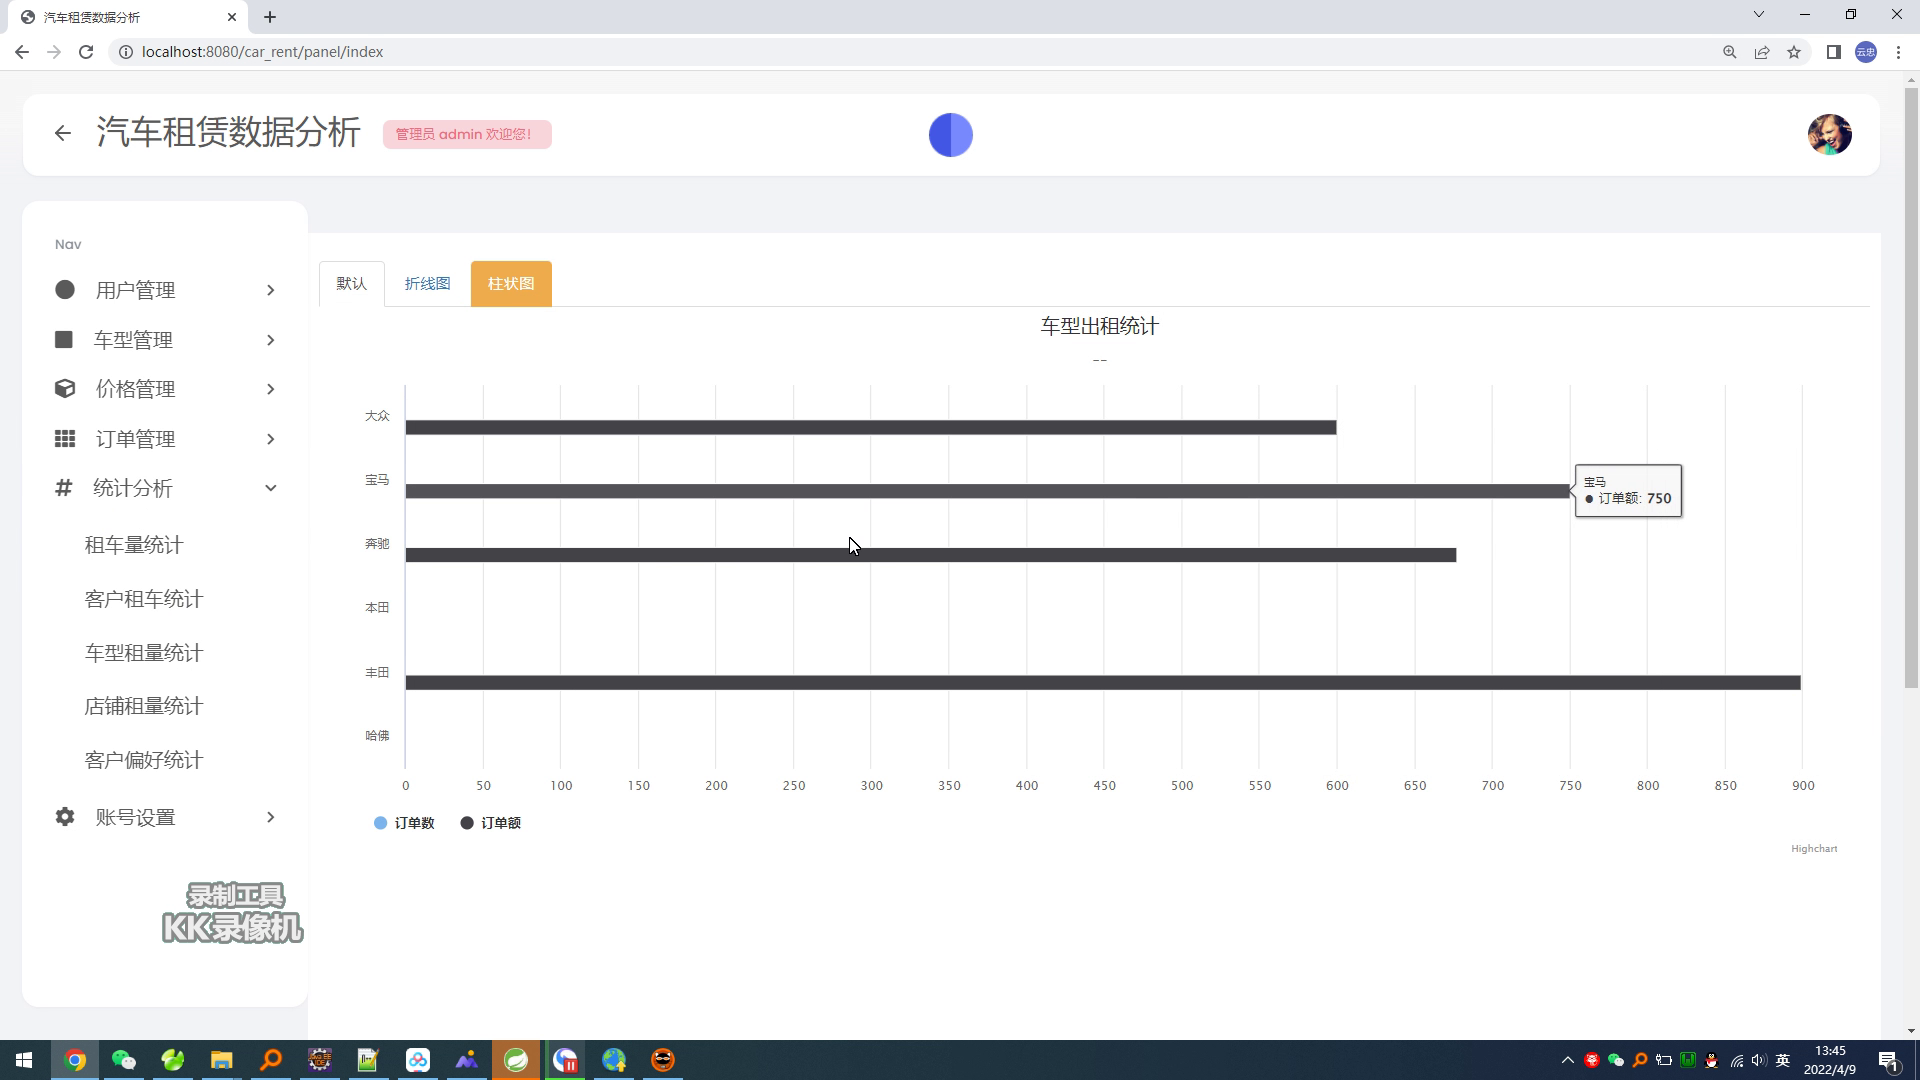 汽车租赁数据分析
localhost:8080/car_rent/panel/index
云忠
汽车租赁数据分析
管理员 admin 欢迎您！
Nav
用户管理
车型管理
价格管理
订单管理
统计分析
租车量统计
客户租车统计
车型租量统计
店铺租量统计
客户偏好统计
账号设置
默认 折线图 柱状图
车型出租统计
--
大众
宝马
奔驰
本田
丰田
哈佛
宝马
订单额: 750
0 50 100 150 200 250 300 350 400 450 500 550 600 650 700 750 800 850 900
订单数 订单额
Highchart
录制工具
KK录像机
英
13:45
2022/4/9
1